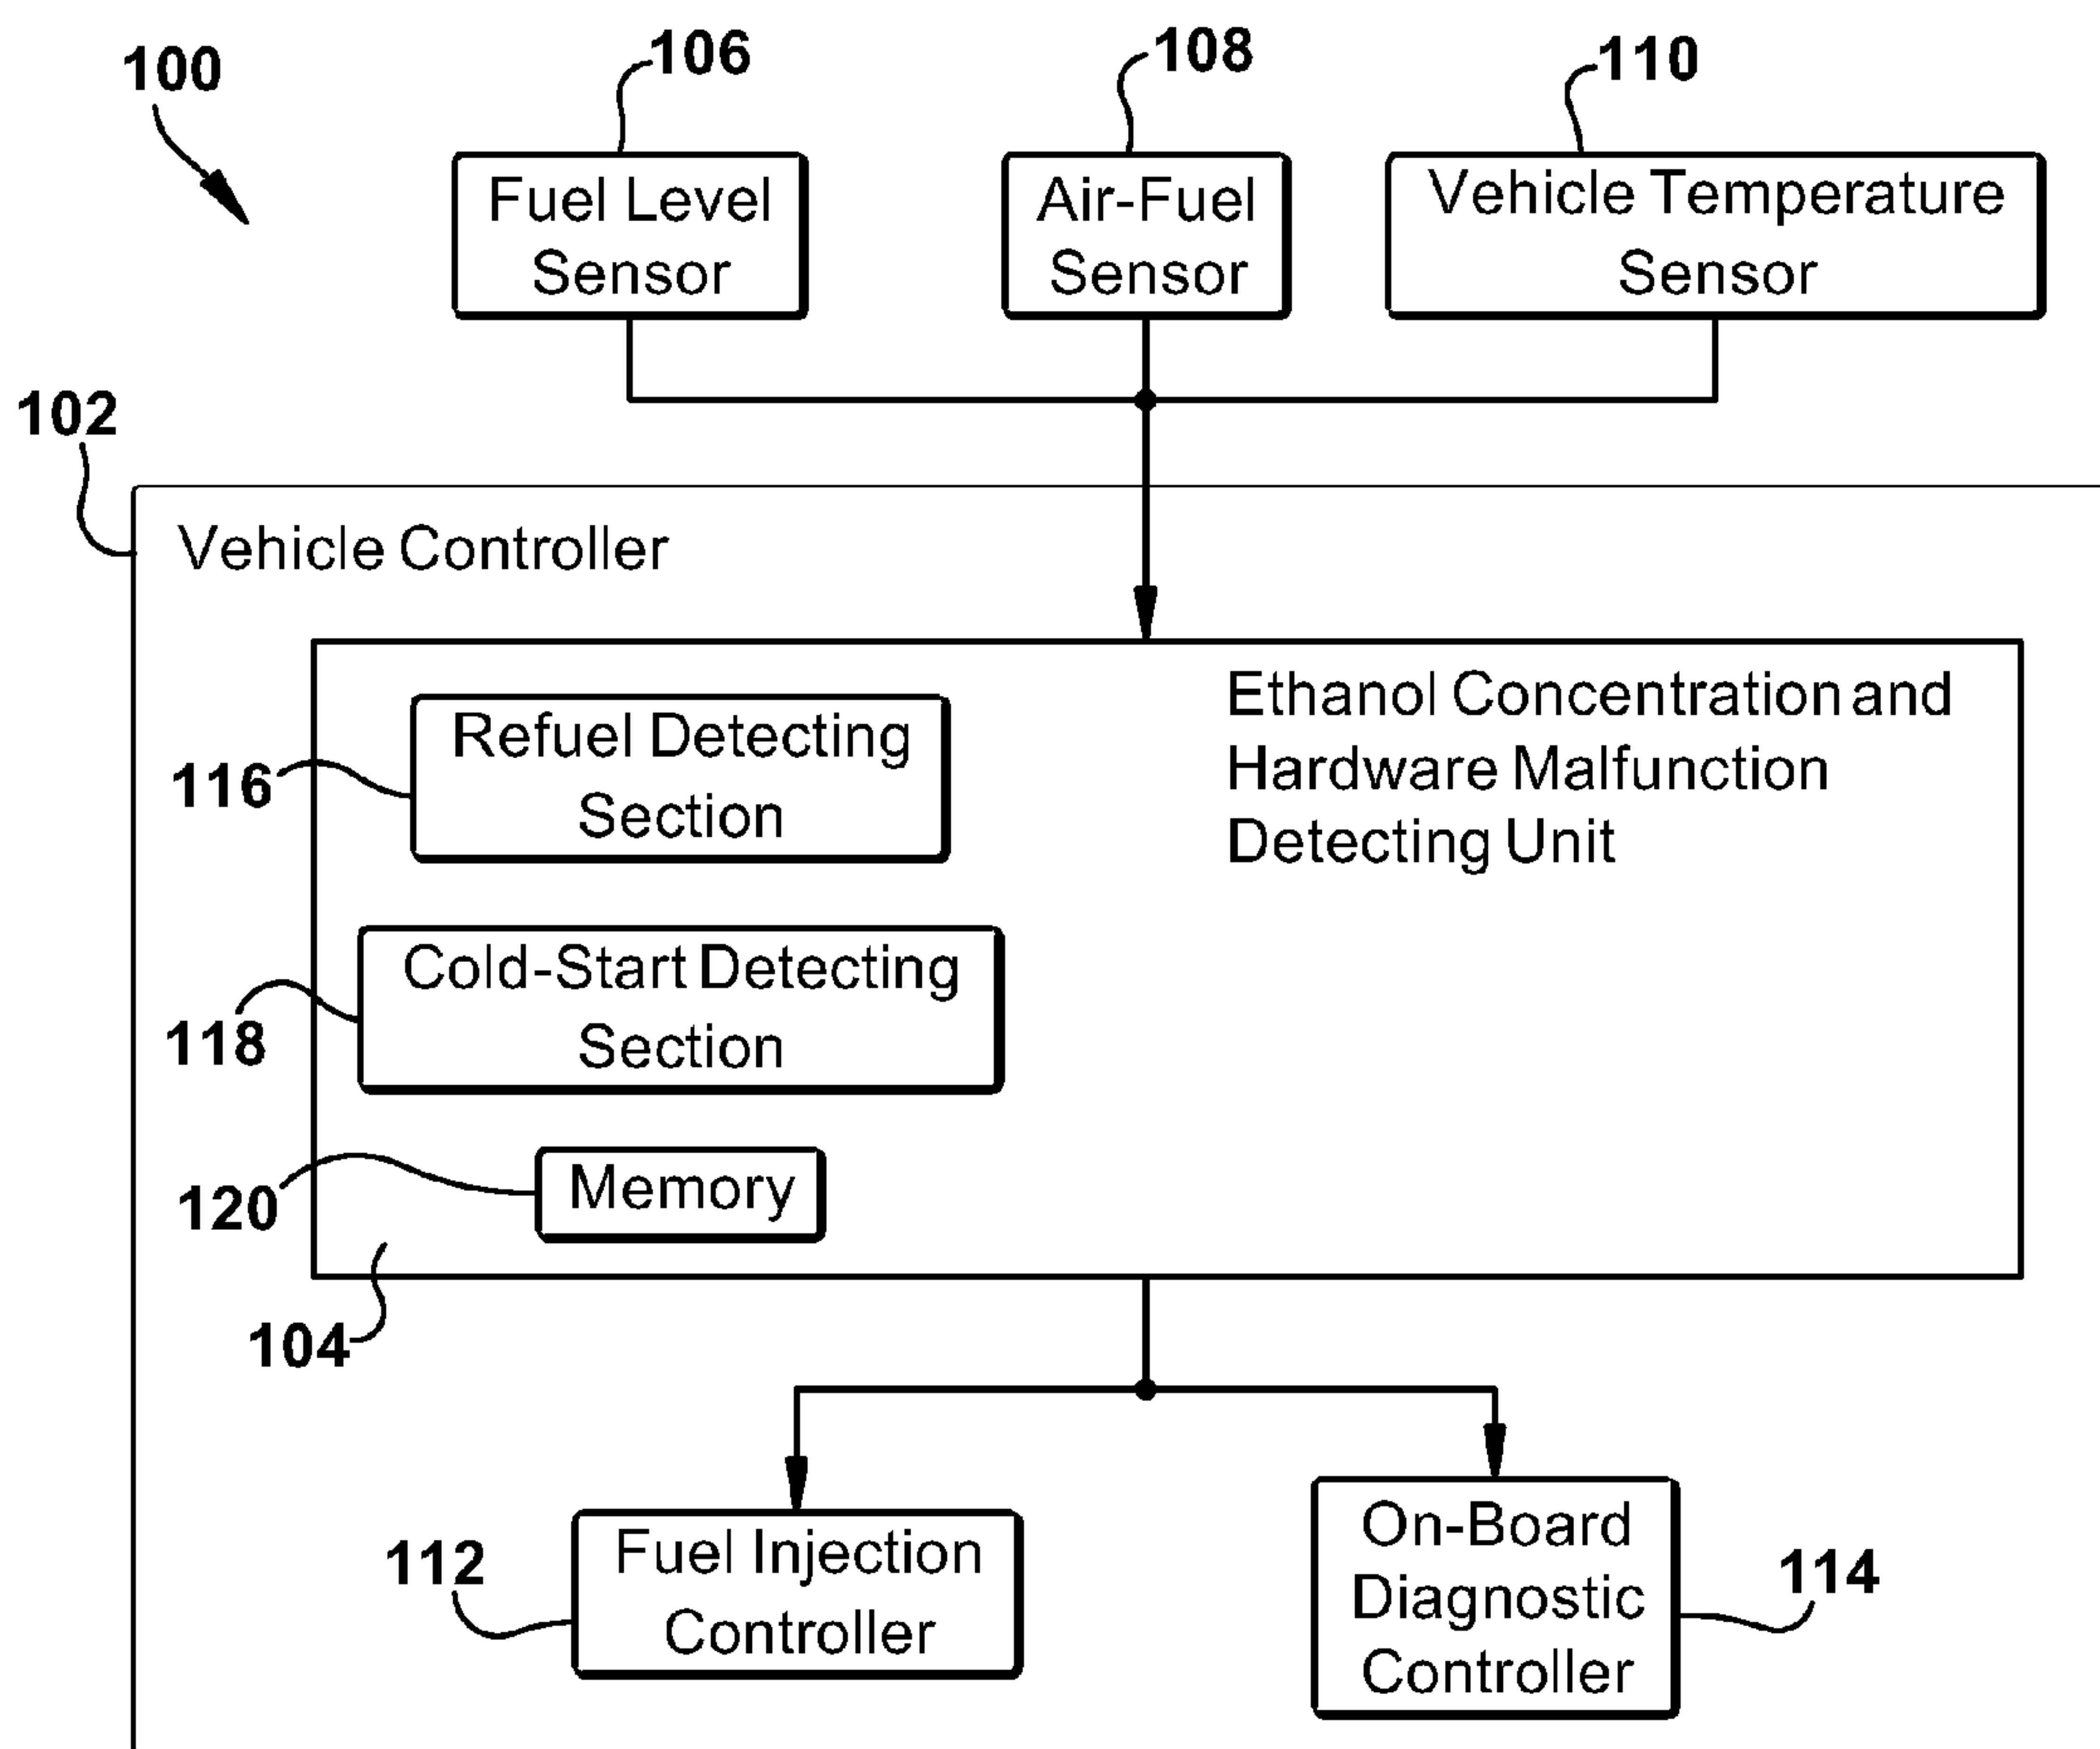 100
106
108
110
Fuel Level
Sensor
Air-Fuel
Sensor
Vehicle Temperature
Sensor
102
Vehicle Controller
Ethanol Concentration and
Hardware Malfunction
Detecting Unit
Refuel Detecting
Section
116
Cold-Start Detecting
Section
118
Memory
120
104
Fuel Injection
Controller
112
On-Board
Diagnostic
Controller
114